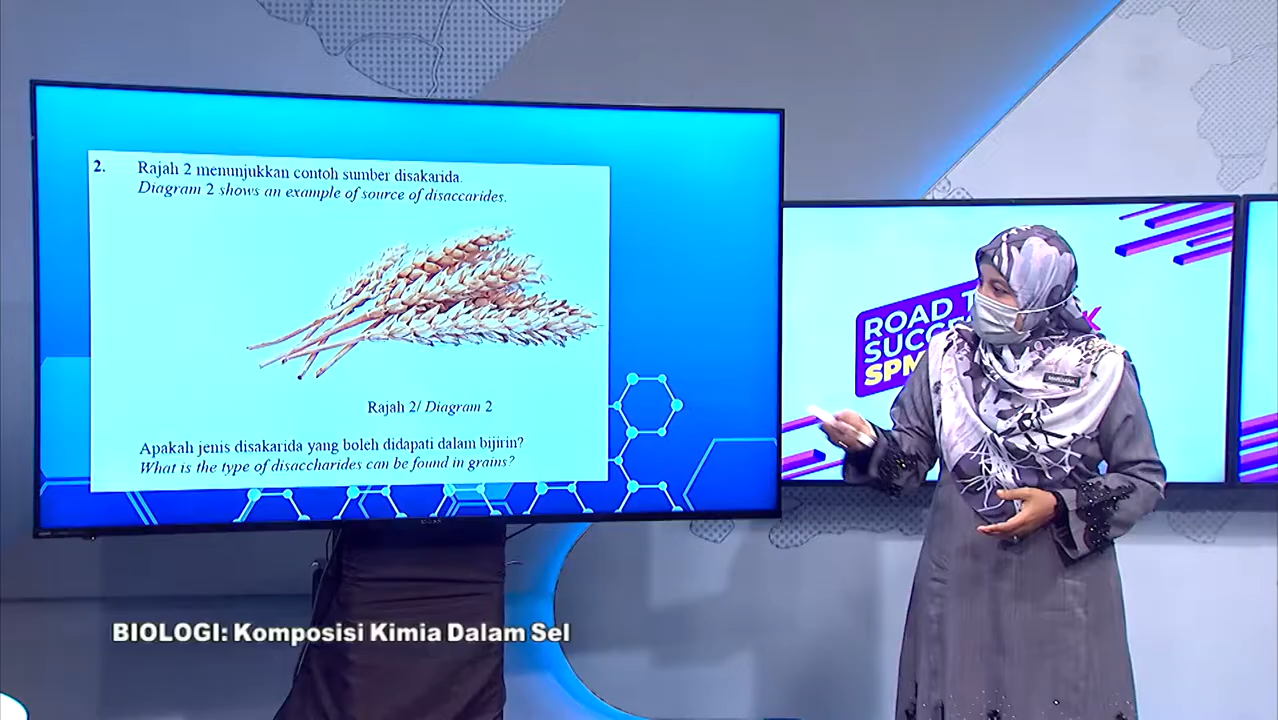 2. Rajah 2 menunjukkan contoh sumber disakarida.
Diagram 2 shows an example of source of disaccarides.
Rajah 2/ Diagram 2
Apakah jenis disakarida yang boleh didapati dalam bijirin?
What is the type of disaccharides can be found in grains?
ROAD
SUCCE
SPM
K
BIOLOGI: Komposisi Kimia Dalam Sel